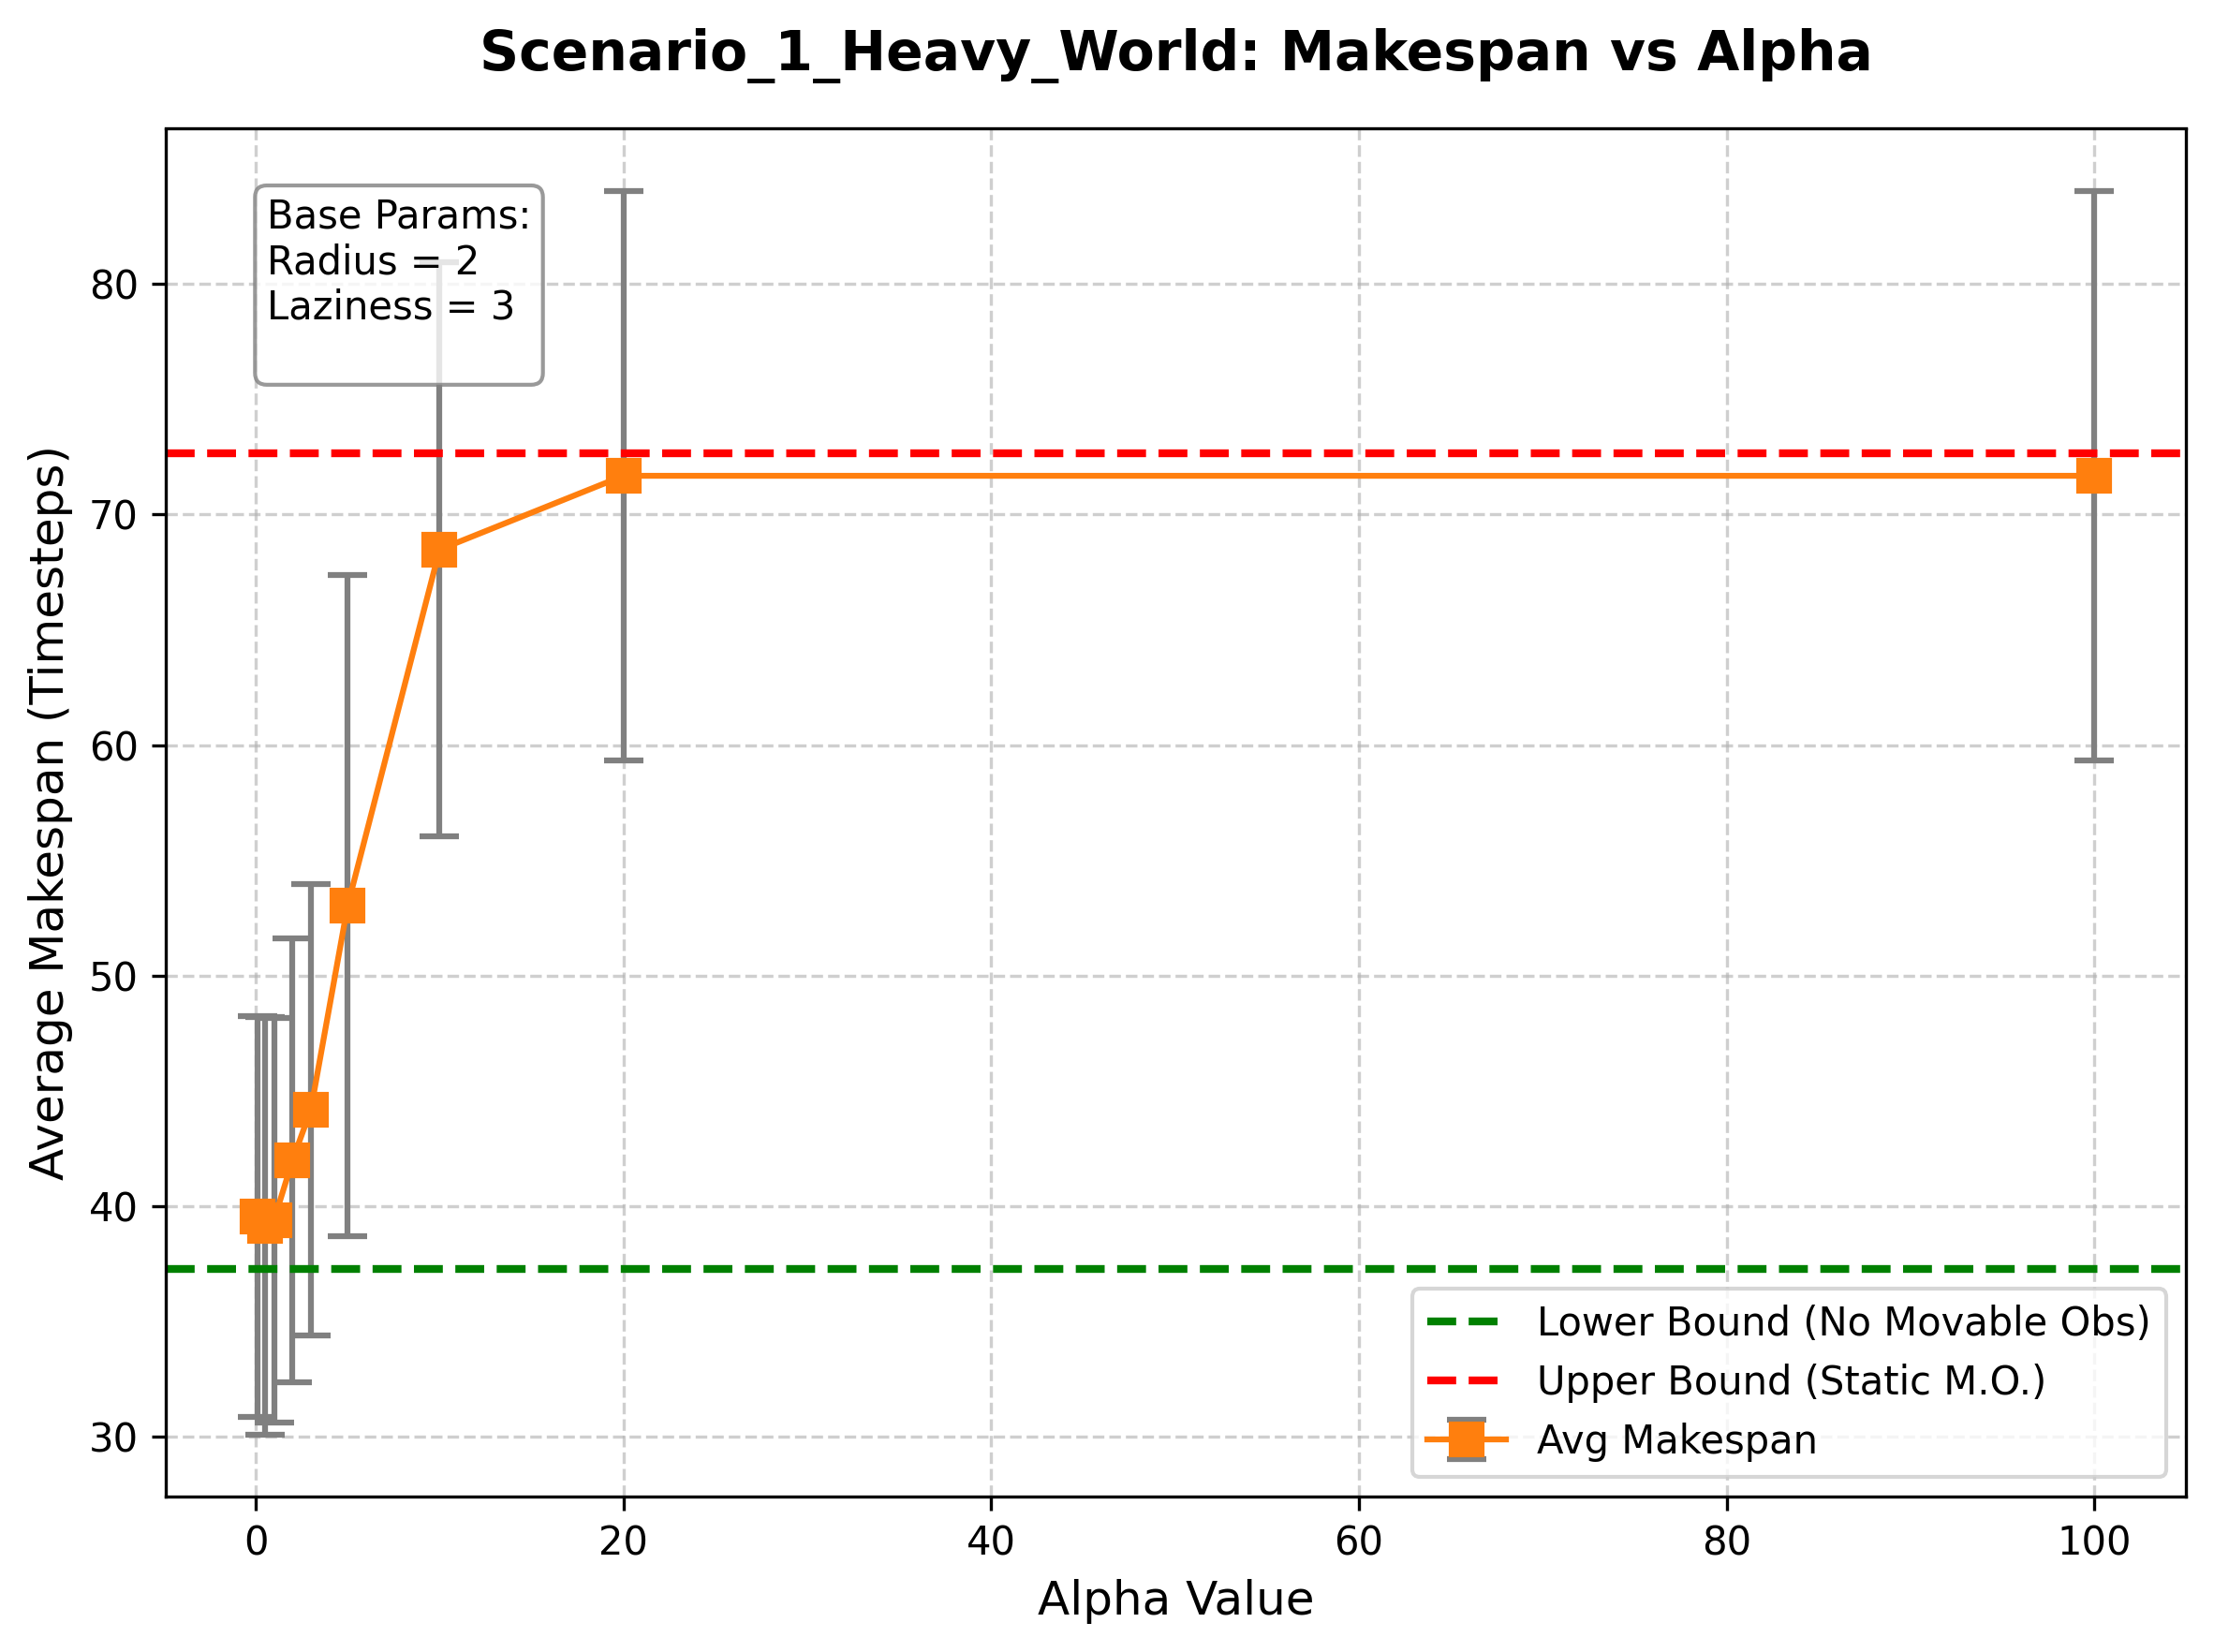 Scenario_1_Heavy_World: Makespan vs Alpha
Base Params:
Radius = 2
Laziness = 3
80
70
60
50
40
30
Average Makespan (Timesteps)
Lower Bound (No Movable Obs)
Upper Bound (Static M.O.)
Avg Makespan
0 20 40 60 80 100
Alpha Value